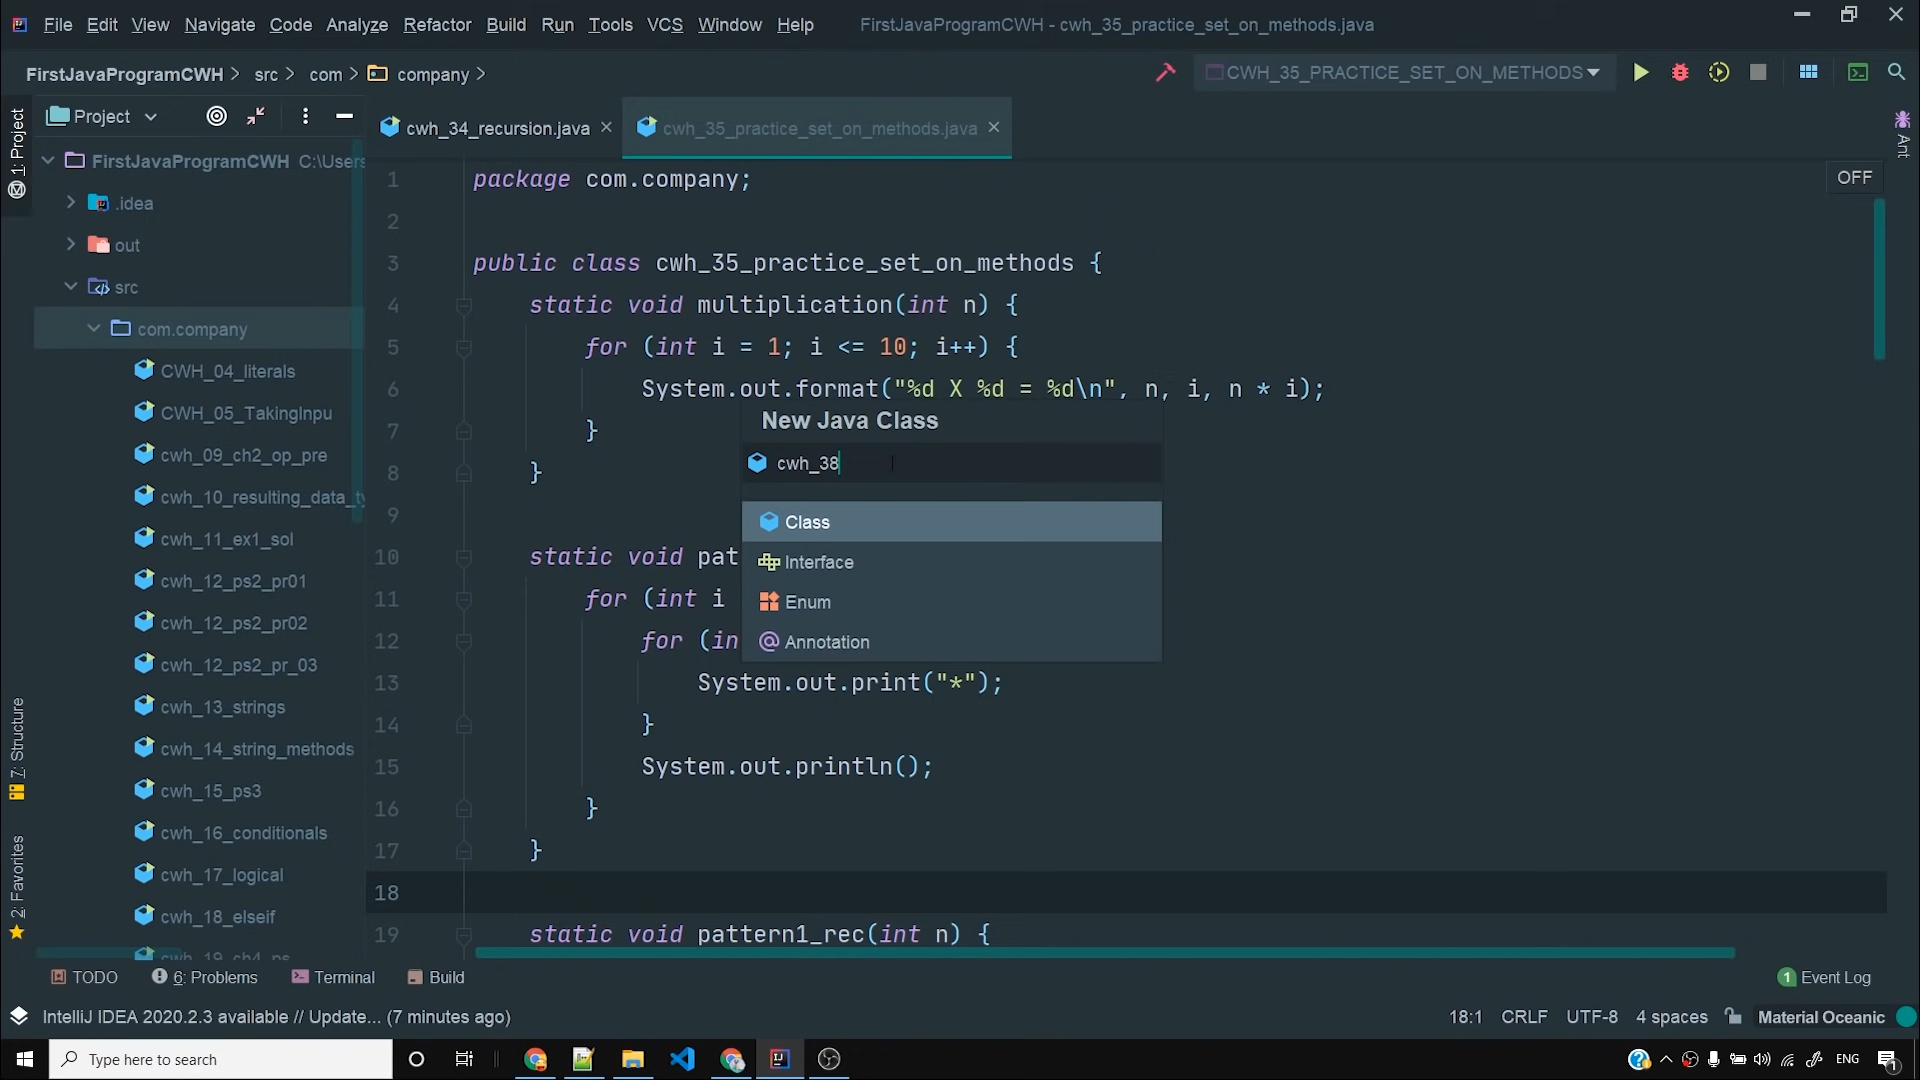 File Edit View Navigate Code Analyze Refactor Build Run Tools VCS Window Help FirstJavaProgramCWH - cwh_35_practice_set_on_methods.java
FirstJavaProgramCWH src com company CWH_35_PRACTICE_SET_ON_METHODS
Project
cwh_34_recursion.java cwh_35_practice_set_on_methods.java
1: Project
Ant
FirstJavaProgramCWH C:\Users
.idea
out
src
com.company
CWH_04_literals
CWH_05_TakingInpu
cwh_09_ch2_op_pre
cwh_10_resulting_data_ty
cwh_11_ex1_sol
cwh_12_ps2_pr01
cwh_12_ps2_pr02
cwh_12_ps2_pr_03
cwh_13_strings
cwh_14_string_methods
cwh_15_ps3
cwh_16_conditionals
cwh_17_logical
cwh_18_elseif
cwh_19_ch4_ps
7: Structure
2: Favorites
OFF
1 package com.company;
2
3 public class cwh_35_practice_set_on_methods {
4 static void multiplication(int n) {
5 for (int i = 1; i <= 10; i++) {
6 System.out.format("%d X %d = %d\n", n, i, n * i);
7 }
8 }
9
10 static void pat
11 for (int i
12 for (in
13 System.out.print("*");
14 }
15 System.out.println();
16 }
17 }
18
19 static void pattern1_rec(int n) {
New Java Class
cwh_38
Class
Interface
Enum
@ Annotation
TODO 6: Problems Terminal Build 1 Event Log
IntelliJ IDEA 2020.2.3 available // Update... (7 minutes ago) 18:1 CRLF UTF-8 4 spaces Material Oceanic
Type here to search ENG 1